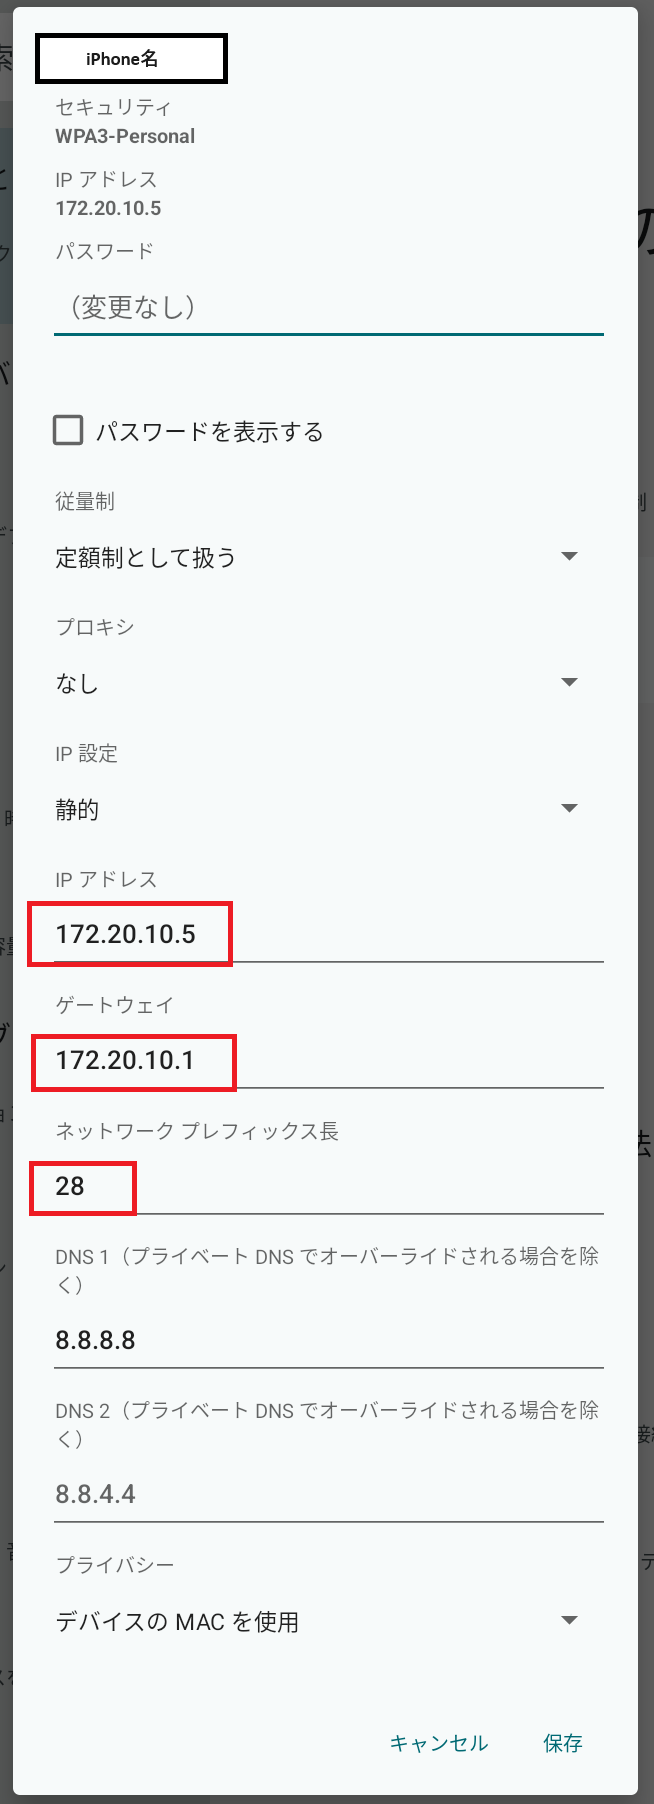 iPhone名
セキュリティ
WPA3-Personal
IP アドレス
172.20.10.5
パスワード
（変更なし）
パスワードを表示する
従量制
定額制として扱う
プロキシ
なし
IP 設定
静的
IP アドレス
172.20.10.5
ゲートウェイ
172.20.10.1
ネットワーク プレフィックス長
28
DNS 1（プライベート DNS でオーバーライドされる場合を除
く）
8.8.8.8
DNS 2（プライベート DNS でオーバーライドされる場合を除
く）
8.8.4.4
プライバシー
デバイスの MAC を使用
キャンセル
保存